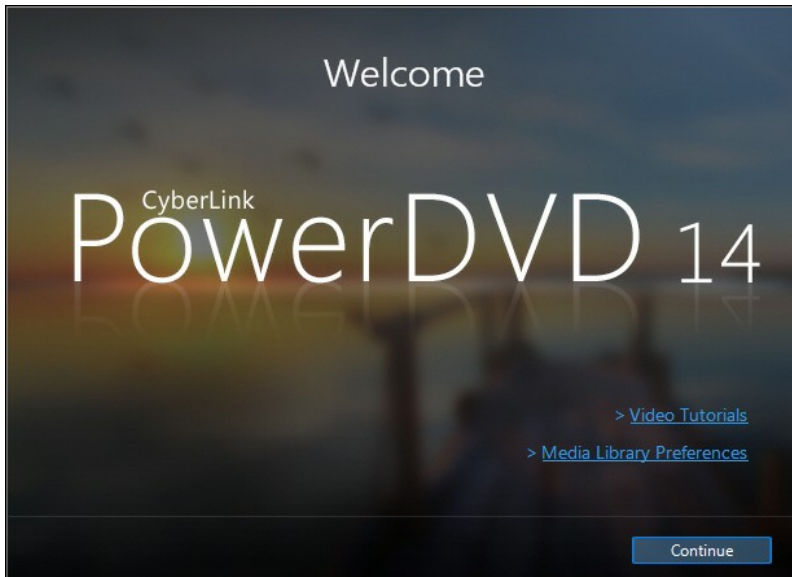 Welcome
CyberLink
PowerDVD 14
> Video Tutorials
> Media Library Preferences
Continue